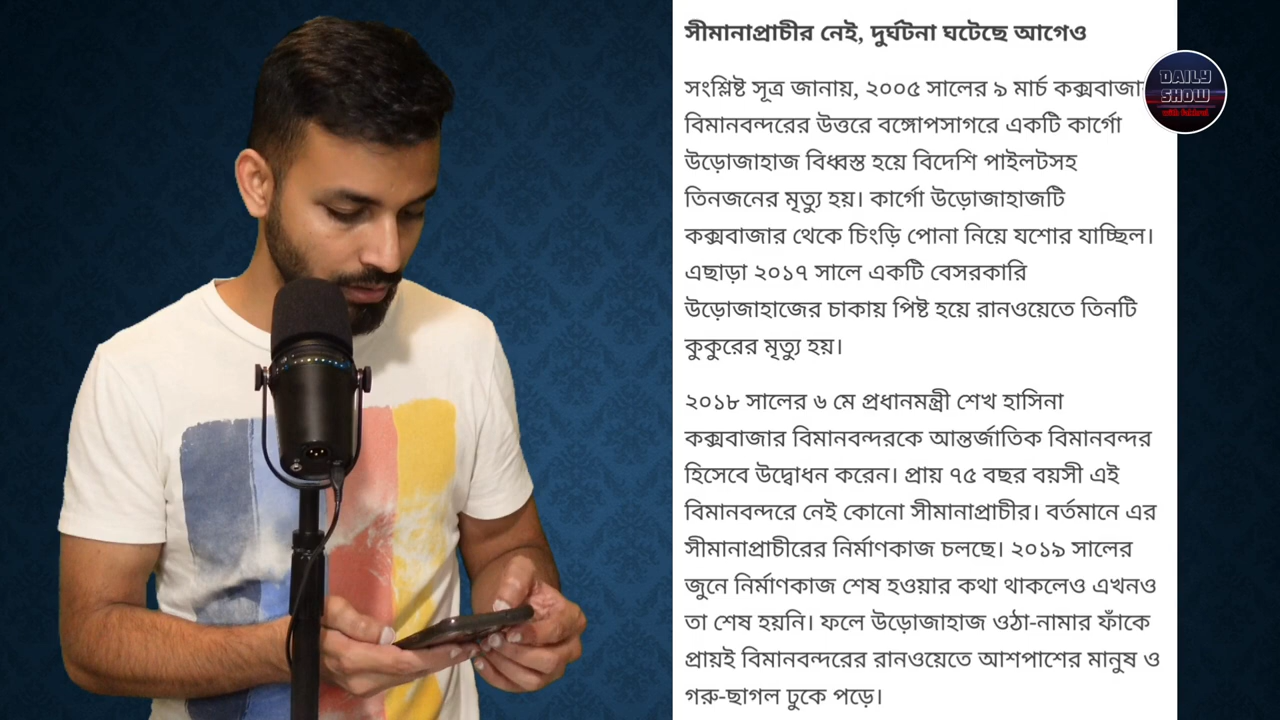 সীমানাপ্রাচীর নেই, দুর্ঘটনা ঘটেছে আগেও
সংশ্লিষ্ট সূত্র জানায়, ২০০৫ সালের ৯ মার্চ
বিমানবন্দরের উত্তরে বঙ্গোপসাগরে একটি কার্গো
উড়োজাহাজ বিধ্বস্ত হয়ে বিদেশি পাইলটসহ
তিনজনের মৃত্যু হয়। কার্গো উড়োজাহাজটি
কক্সবাজার থেকে চিংড়ি পোনা নিয়ে যশোর যাচ্ছিল।
এছাড়া ২০১৭ সালে একটি বেসরকারি
উড়োজাহাজের চাকায় পিষ্ট হয়ে রানওয়েতে তিনটি
কুকুরের মৃত্যু হয়।
২০১৮ সালের ৬ মে প্রধানমন্ত্রী শেখ হাসিনা
কক্সবাজার বিমানবন্দরকে আন্তর্জাতিক বিমানবন্দর
হিসেবে উদ্বোধন করেন। প্রায় ৭৫ বছর বয়সী এই
বিমানবন্দরে নেই কোনো সীমানাপ্রাচীর। বর্তমানে এর
সীমানাপ্রাচীরের নির্মাণকাজ চলছে। ২০১৯ সালের
জুনে নির্মাণকাজ শেষ হওয়ার কথা থাকলেও এখনও
তা শেষ হয়নি। ফলে উড়োজাহাজ ওঠা-নামার ফাঁকে
প্রায়ই বিমানবন্দরের রানওয়েতে আশপাশের মানুষ ও
গরু-ছাগল ঢুকে পড়ে।
DAILY
SHOW